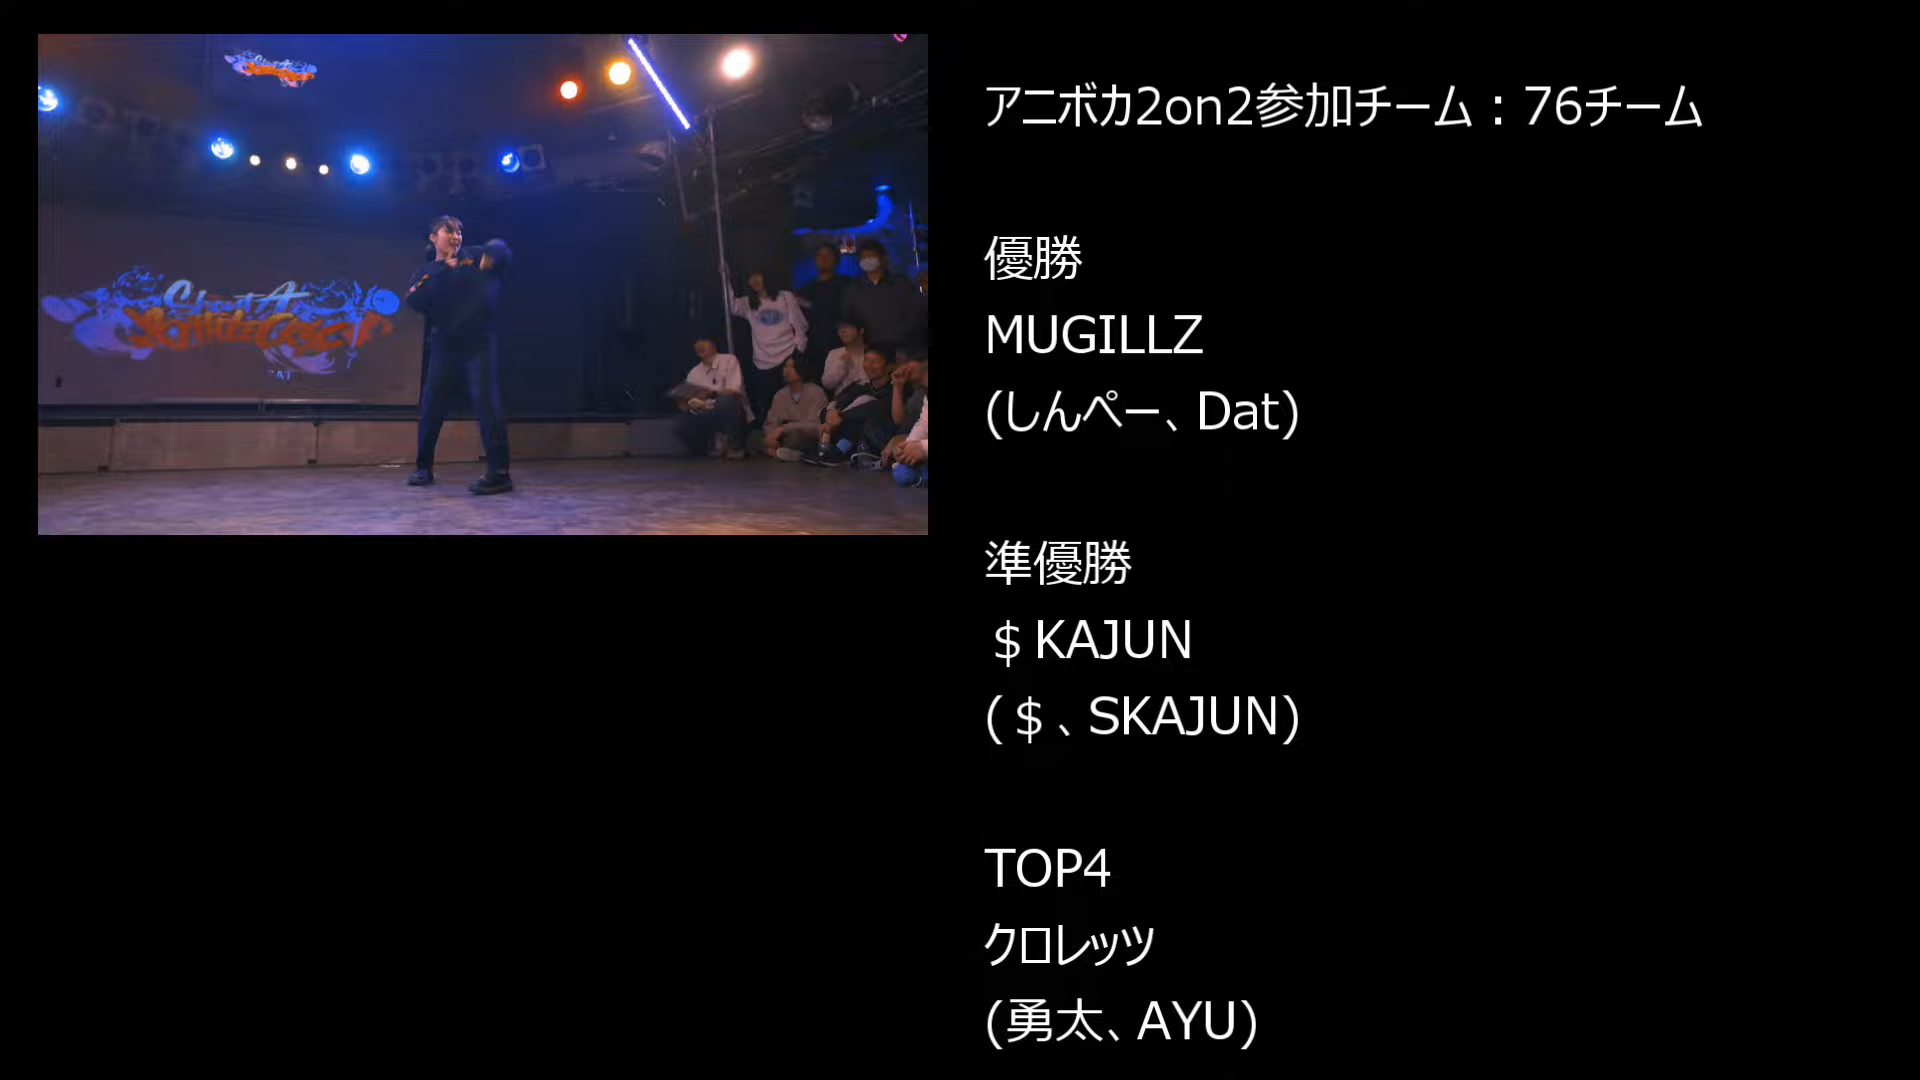 アニボカ2on2参加チーム：76チーム
優勝
MUGILLZ
(しんぺー、Dat)
準優勝
＄KAJUN
(＄、SKAJUN)
TOP4
クロレッツ
(勇太、AYU)